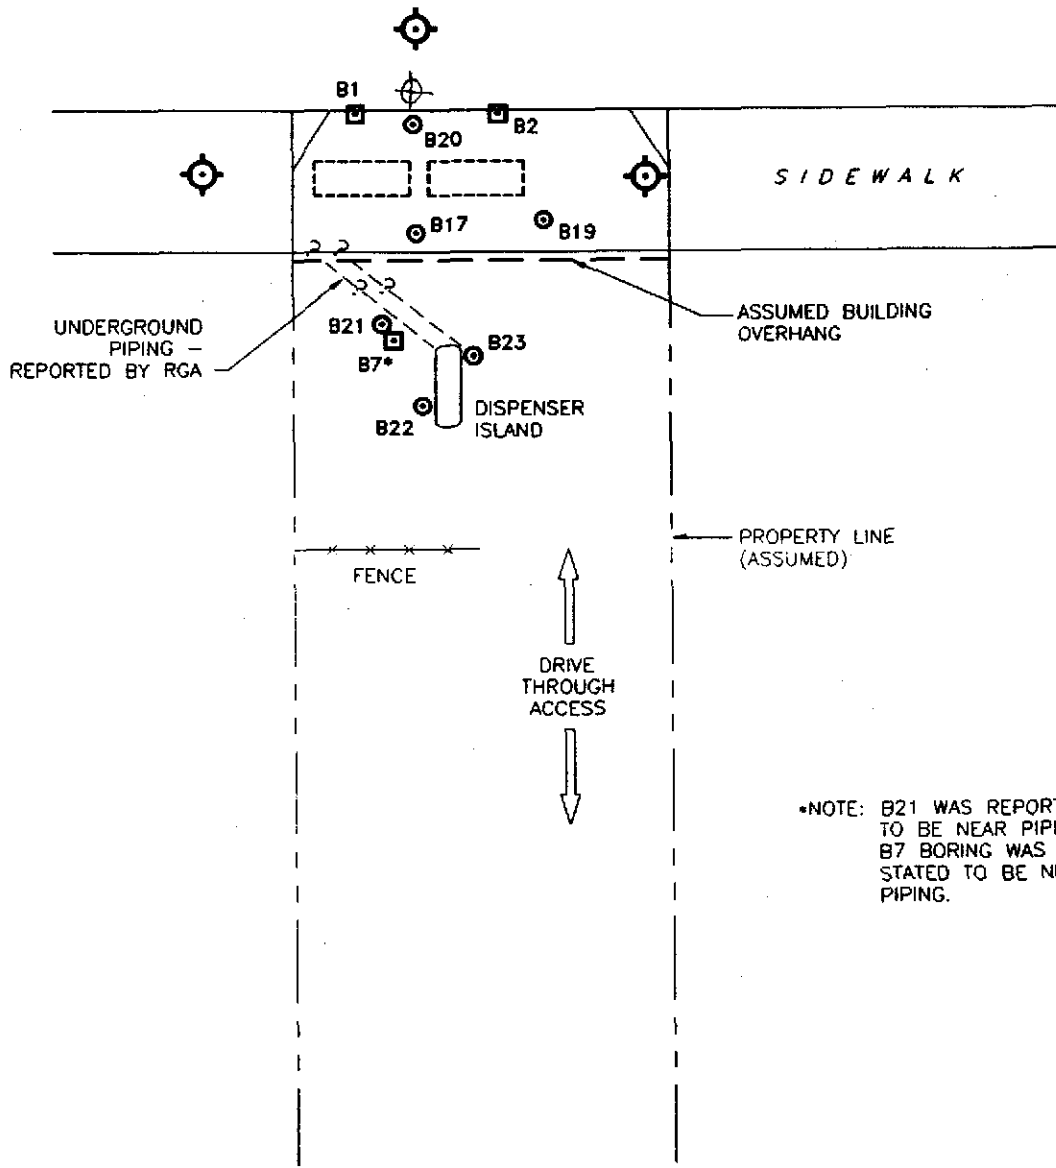 B1
B2
B20
SIDEWALK
B17
B19
UNDERGROUND
PIPING –
REPORTED BY RGA
ASSUMED BUILDING
OVERHANG
B21
B7*
B23
B22
DISPENSER
ISLAND
PROPERTY LINE
(ASSUMED)
FENCE
DRIVE
THROUGH
ACCESS
*NOTE: B21 WAS REPORT
TO BE NEAR PIPI
B7 BORING WAS
STATED TO BE N
PIPING.